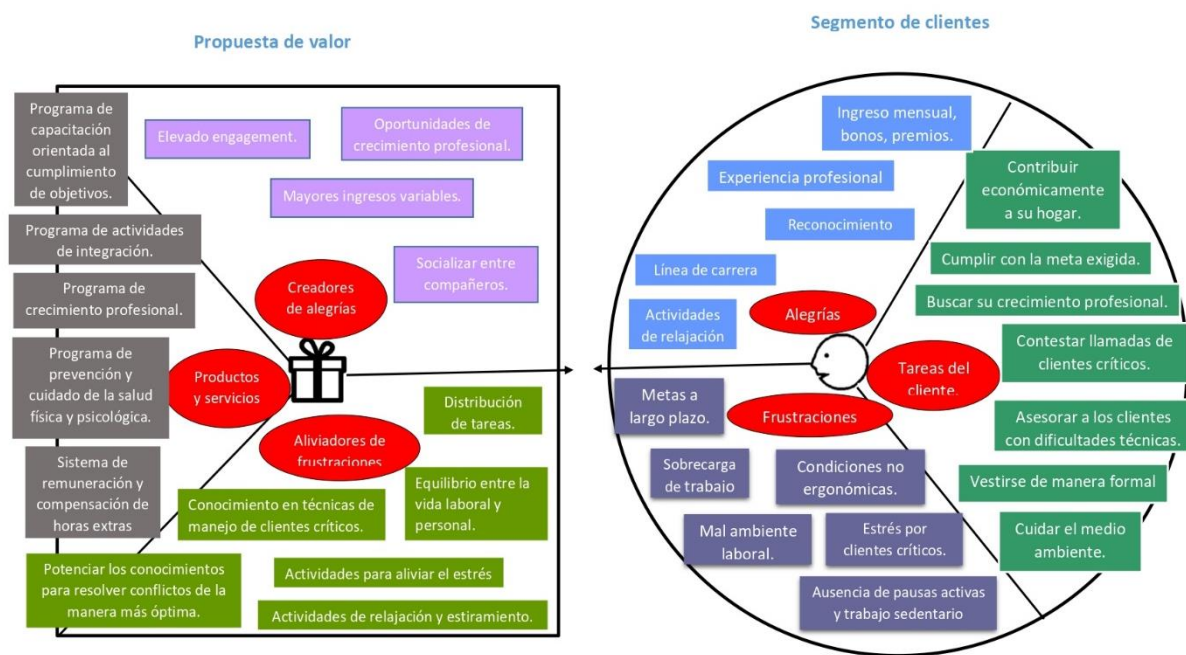 Propuesta de valor
Programa de
capacitación
orientada al
cumplimiento
de objetivos.
Programa de actividades
de integración.
Programa de
crecimiento profesional.
Programa de
prevención y
cuidado de la salud
física y psicológica.
Sistema de
remuneración y
compensación de
horas extras
Elevado engagement.
Oportunidades de
crecimiento profesional.
Mayores ingresos variables.
Socializar entre
compañeros.
Creadores
de alegrías
Productos
y servicios
Aliviadores de
frustraciones
Distribución
de tareas.
Equilibrio entre la
vida laboral y
personal.
Conocimiento en técnicas de
manejo de clientes críticos.
Potenciar los conocimientos
para resolver conflictos de la
manera más óptima.
Actividades para aliviar el estrés
Actividades de relajación y estiramiento.
Segmento de clientes
Ingreso mensual,
bonos, premios.
Experiencia profesional
Reconocimiento
Línea de carrera
Actividades
de relajación
Alegrías
Tareas del
cliente.
Frustraciones
Contribuir
económicamente
a su hogar.
Cumplir con la meta exigida.
Buscar su crecimiento profesional.
Contestar llamadas de
clientes críticos.
Asesorar a los clientes
con dificultades técnicas.
Vestirse de manera formal
Cuidar el medio
ambiente.
Metas a
largo plazo.
Sobrecarga
de trabajo
Condiciones no
ergonómicas.
Mal ambiente
laboral.
Estrés por
clientes críticos.
Ausencia de pausas activas
y trabajo sedentario